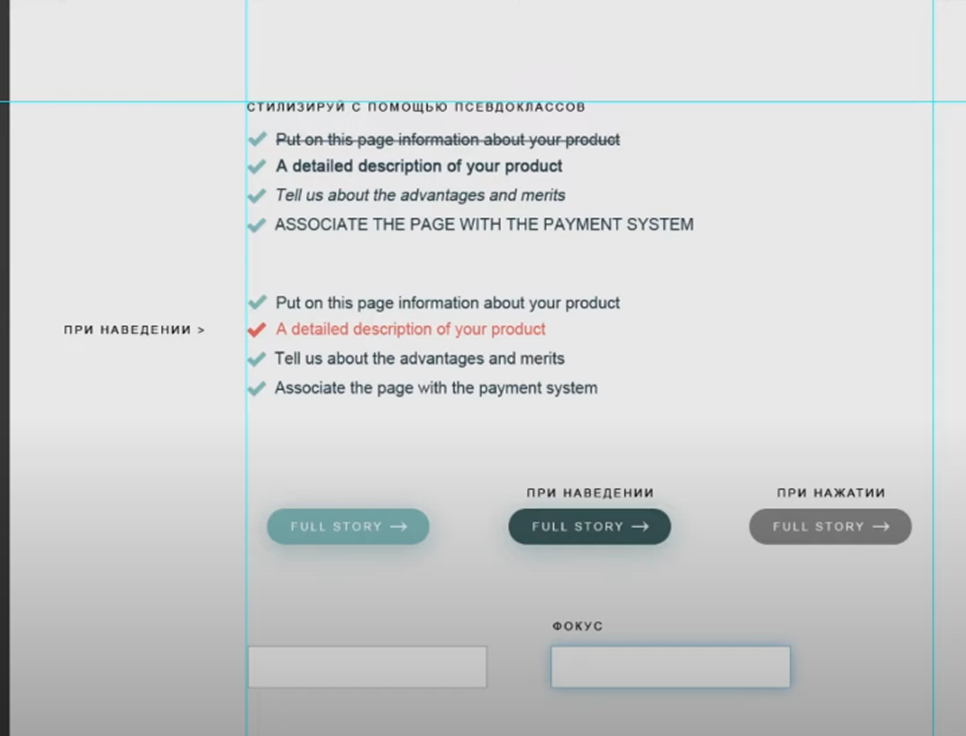 СТИЛИЗИРУЙ С ПОМОЩЬЮ ПСЕВДОКЛАССОВ
Put on this page information about your product
A detailed description of your product
Tell us about the advantages and merits
ASSOCIATE THE PAGE WITH THE PAYMENT SYSTEM
Put on this page information about your product
ПРИ НАВЕДЕНИИ > A detailed description of your product
Tell us about the advantages and merits
Associate the page with the payment system
ПРИ НАВЕДЕНИИ ПРИ НАЖАТИИ
FULL STORY → FULL STORY → FULL STORY →
ФОКУС